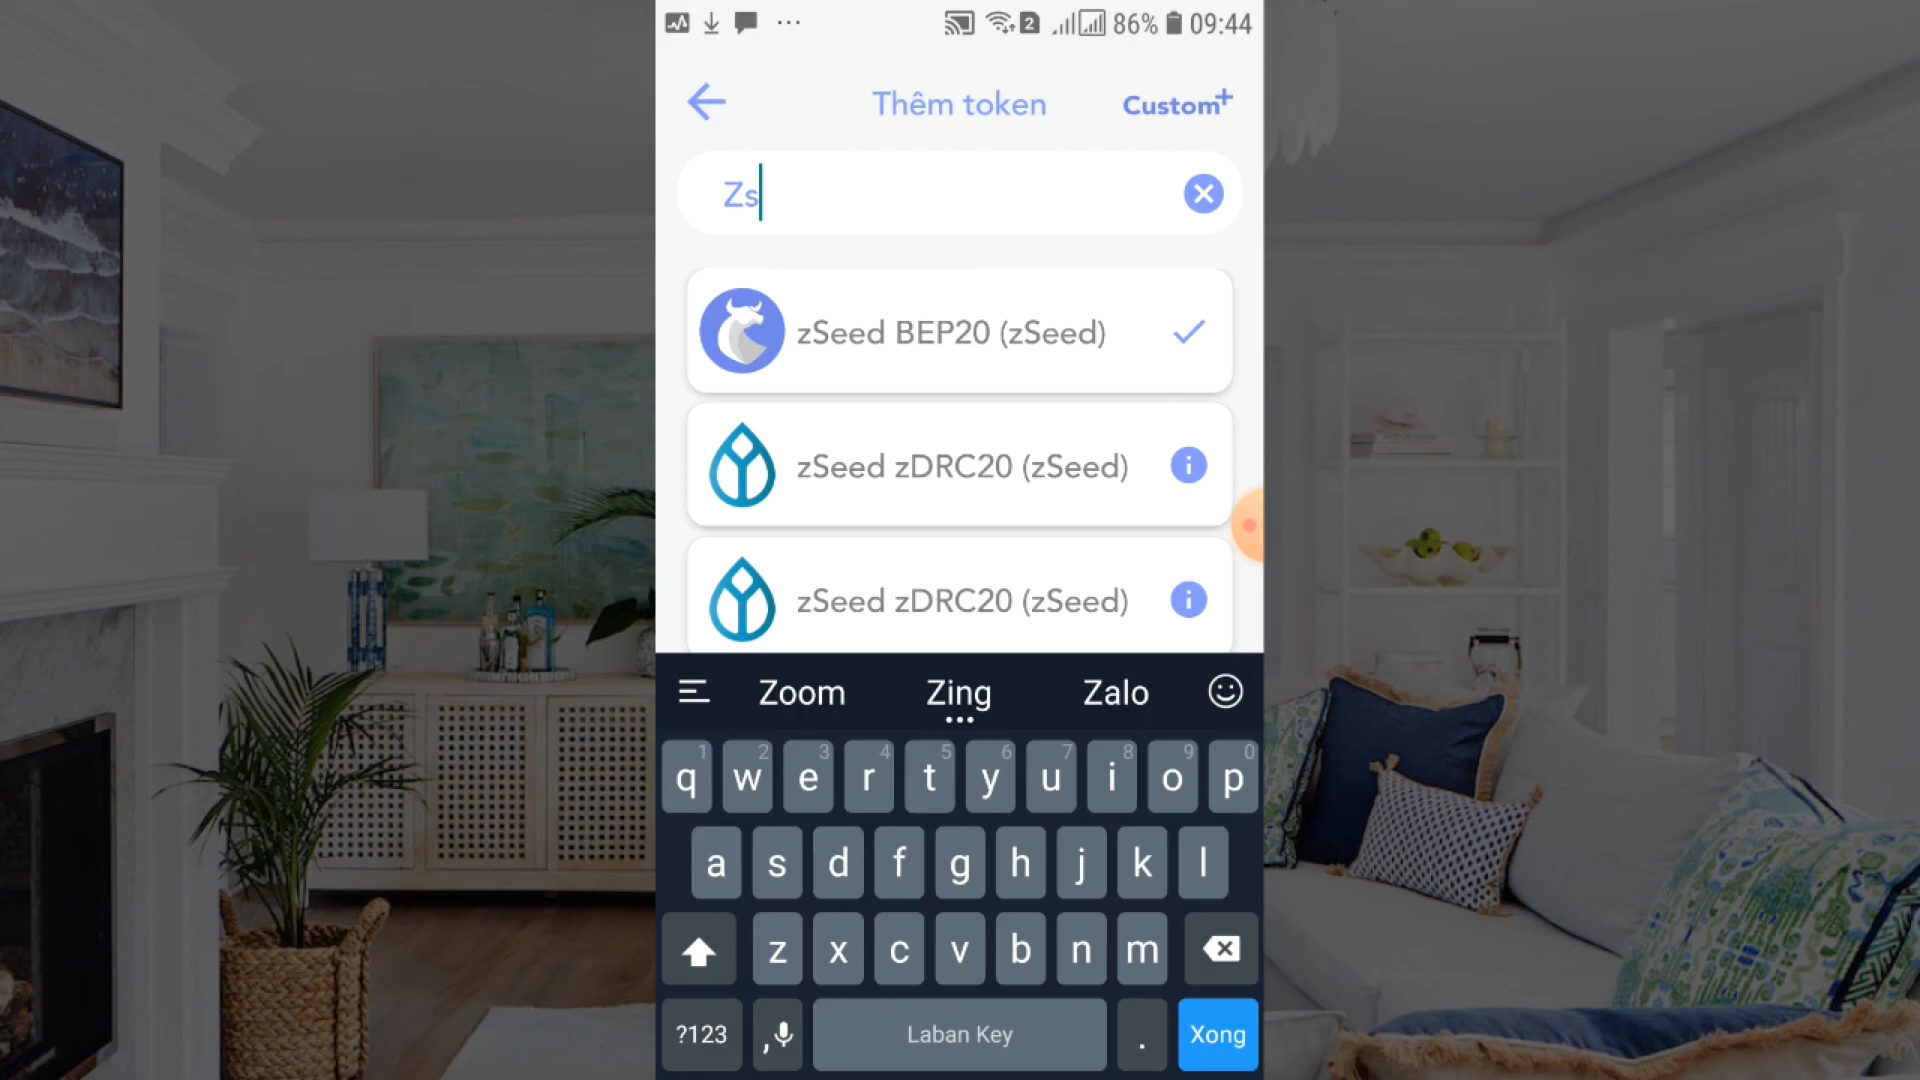 2 86% 09:44
Thêm token Custom+
Zs
zSeed BEP20 (zSeed)
zSeed zDRC20 (zSeed)
zSeed zDRC20 (zSeed)
Zoom Zing Zalo
1 2 3 4 5 6 7 8 9 0
q w e r t y u i o p
a s d f g h j k l
z x c v b n m
?123 , Laban Key . Xong